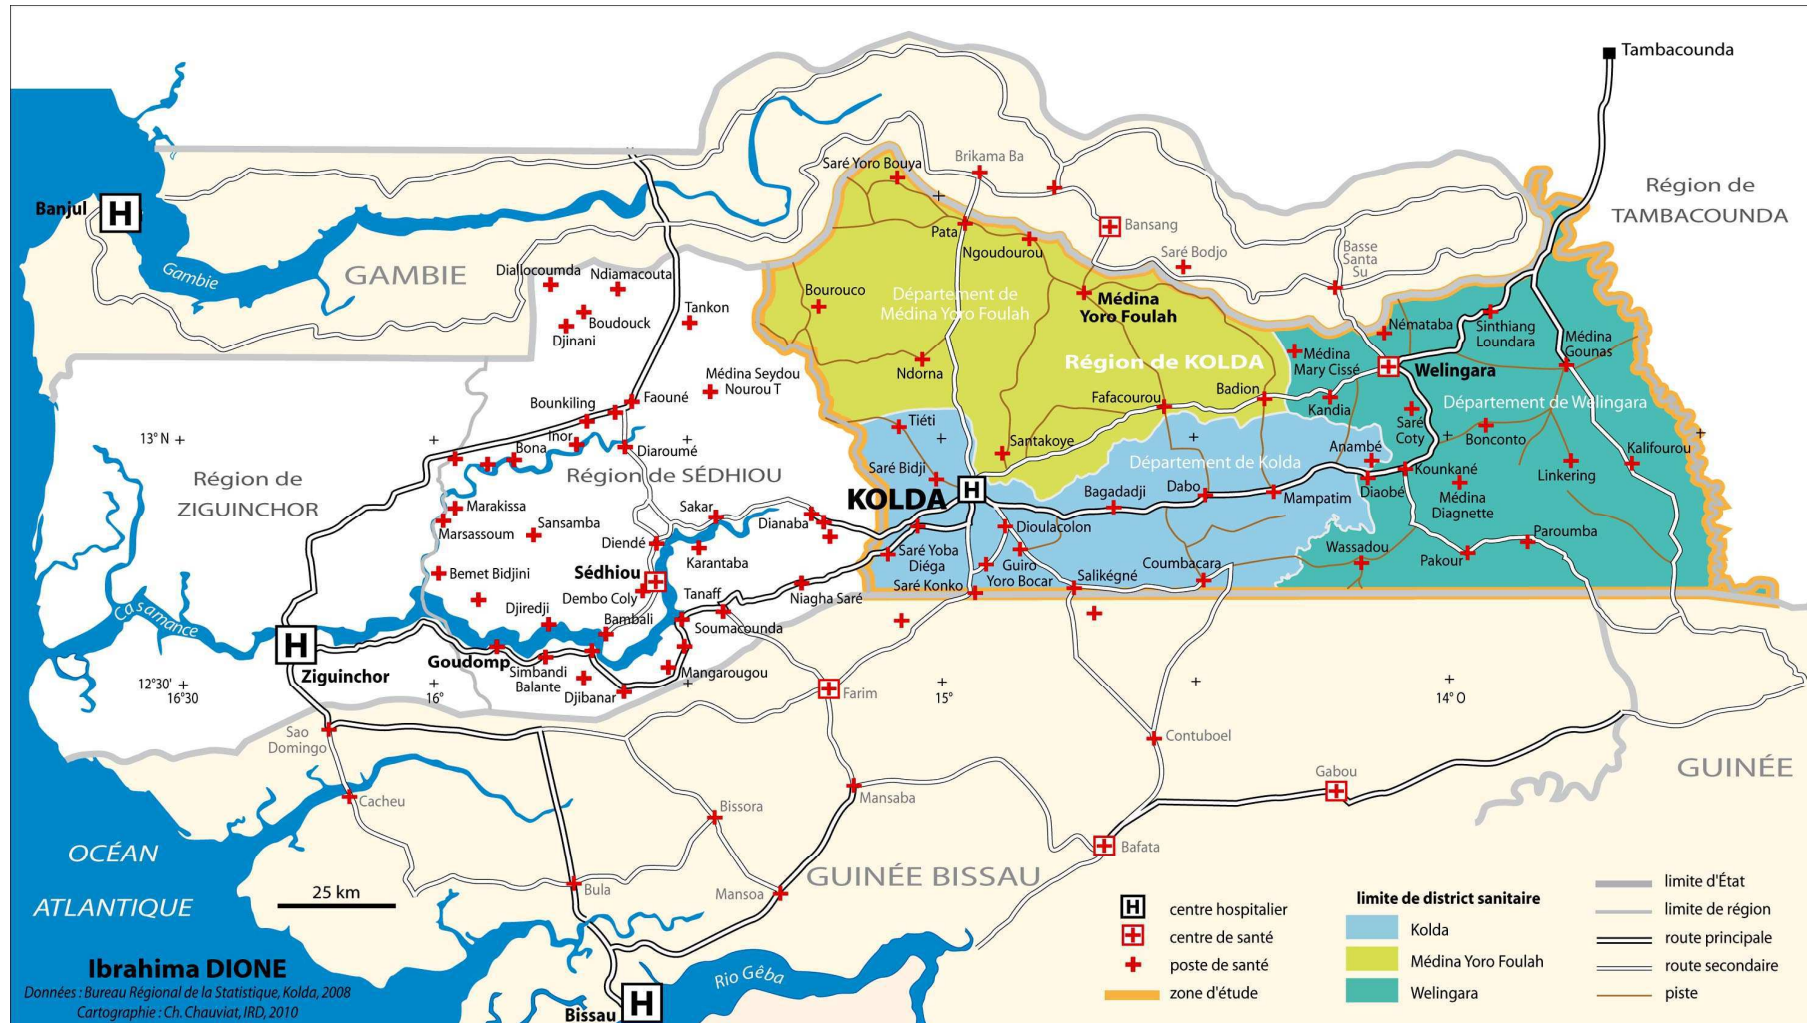 Tambacounda
Région de
TAMBACOUNDA
Saré Yoro Bouya
Brikama Ba
Banjul
H
Pata
Bansang
Ngoudourou
Saré Bodjo
Basse
Santa
Su
Gambie
GAMBIE
Diallocoumda
Ndiamacouta
Boudouck
Djinani
Tankon
Bourouco
Département de
Médina Yoro Foulah
Médina
Yoro Foulah
Némataba
Sinthiang
Loundara
Médina
Gounas
Ndorna
Région de KOLDA
Médina
Mary Cissé
Welingara
Médina Seydou
Nourou T
Bounkiling
Faouné
Fafacourou
Badion
Kandia
Département de Welingara
Saré
Coty
Bonconto
13° N
Tiéti
Inor
Bona
Diaroumé
Santakoye
Anambé
Kalifourou
Région de
ZIGUINCHOR
Région de SÉDHIOU
Saré Bidji
Département de Kolda
Kounkané
Linkering
KOLDA
H
Bagadadji
Dabo
Mampatim
Diaobé
Médina
Diagnette
Marakissa
Marsassoum
Sansamba
Sakar
Dianaba
Dioulacolon
Diendé
Karantaba
Saré Yoba
Diéga
Guiro
Yoro Bocar
Coumbacara
Wassadou
Pakour
Paroumba
Bemet Bidjini
Sédhiou
Dembo Coly
Tanaff
Niagha Saré
Saré Konko
Salikégné
Casamance
Djiredji
Bambali
Soumacounda
H
Ziguinchor
Goudomp
Simbandi
Balante
Djibanar
Mangarougou
12°30'
16°30
16°
15°
14° O
Farim
Sao
Domingo
Contuboel
Gabou
GUINÉE
Cacheu
Bissora
Mansaba
Bafata
OCÉAN
ATLANTIQUE
GUINÉE BISSAU
Bula
Mansoa
25 km
Rio Gêba
H
Bissau
Ibrahima DIONE
Données : Bureau Régional de la Statistique, Kolda, 2008
Cartographie : Ch. Chauviat, IRD, 2010
H
centre hospitalier
centre de santé
poste de santé
zone d'étude
limite de district sanitaire
Kolda
Médina Yoro Foulah
Welingara
limite d'État
limite de région
route principale
route secondaire
piste